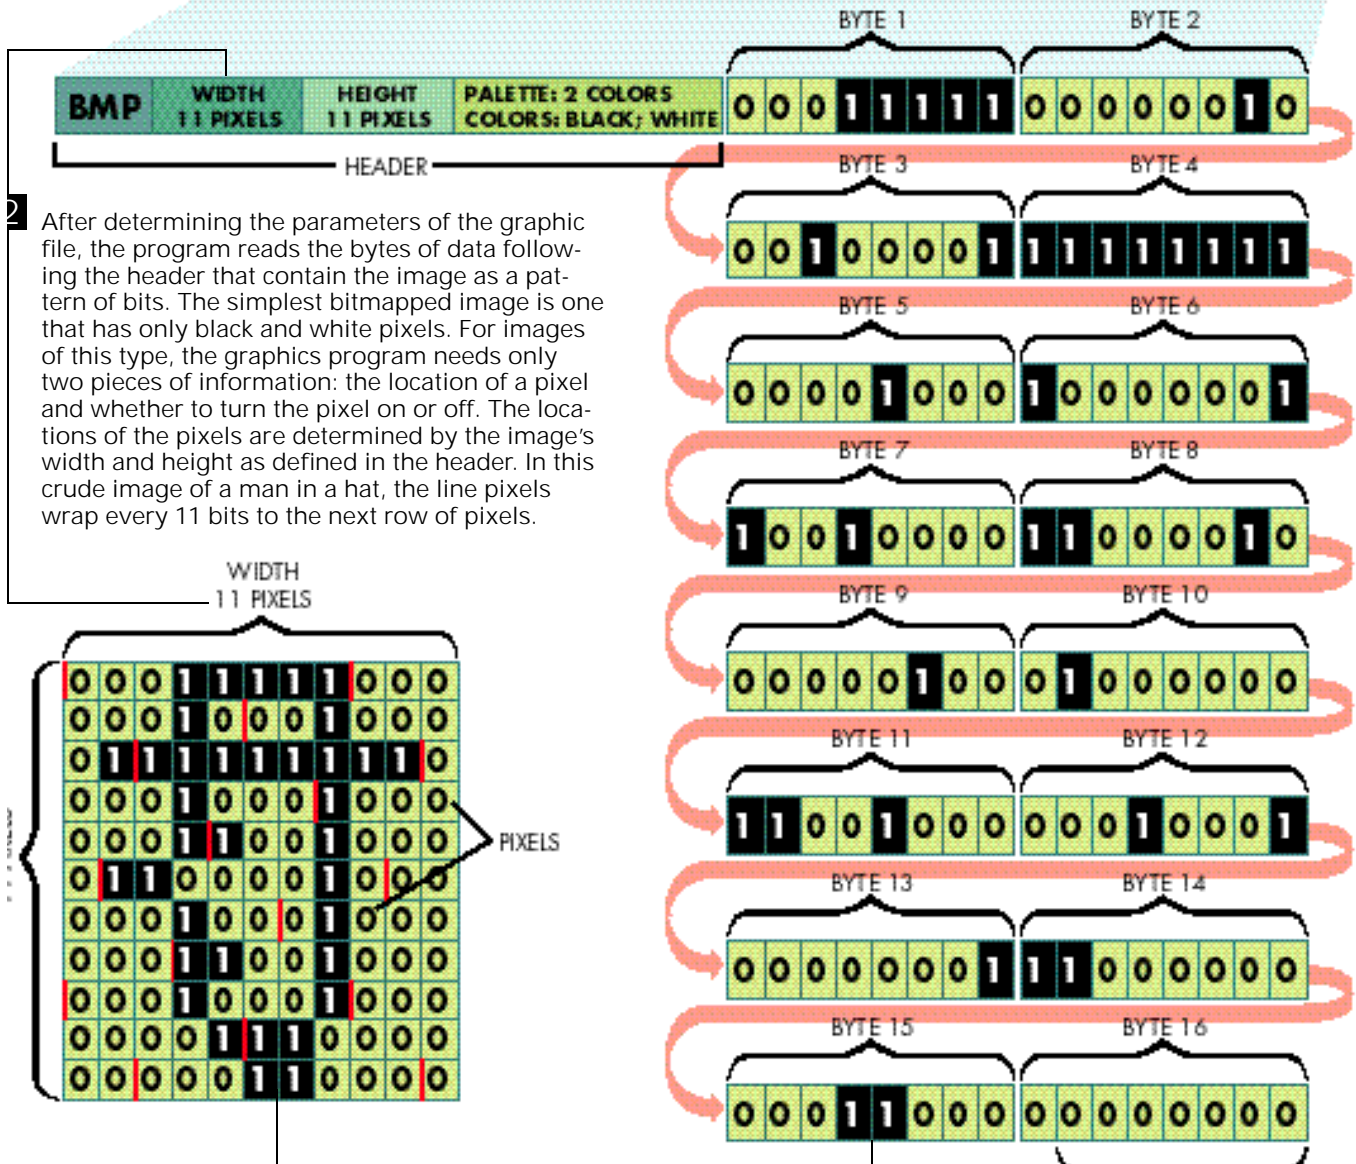 BYTE 1
BYTE 2
BMP
WIDTH
11 PIXELS
HEIGHT
11 PIXELS
PALETTE: 2 COLORS
COLORS: BLACK; WHITE
0 0 0 1 1 1 1 1
0 0 0 0 0 0 1 0
HEADER
BYTE 3
BYTE 4
0 0 1 0 0 0 0 1
1 1 1 1 1 1 1 1
2
After determining the parameters of the graphic
file, the program reads the bytes of data follow-
ing the header that contain the image as a pat-
tern of bits. The simplest bitmapped image is one
that has only black and white pixels. For images
of this type, the graphics program needs only
two pieces of information: the location of a pixel
and whether to turn the pixel on or off. The loca-
tions of the pixels are determined by the image's
width and height as defined in the header. In this
crude image of a man in a hat, the line pixels
wrap every 11 bits to the next row of pixels.
BYTE 5
BYTE 6
0 0 0 0 1 0 0 0
1 0 0 0 0 0 0 1
BYTE 7
BYTE 8
1 0 0 1 0 0 0 0
1 1 0 0 0 0 1 0
BYTE 9
BYTE 10
0 0 0 0 0 1 0 0
0 1 0 0 0 0 0 0
BYTE 11
BYTE 12
1 1 0 0 1 0 0 0
0 0 0 1 0 0 0 1
BYTE 13
BYTE 14
0 0 0 0 0 0 0 1
1 1 0 0 0 0 0 0
BYTE 15
BYTE 16
0 0 0 1 1 0 0 0
0 0 0 0 0 0 0 0
WIDTH
11 PIXELS
0 0 0 1 1 1 1 1 0 0 0
0 0 0 1 0 0 0 1 0 0 0
0 1 1 1 1 1 1 1 1 1 0
0 0 0 1 0 0 0 1 0 0 0
0 0 0 1 1 0 0 1 0 0 0
0 1 1 0 0 0 0 1 0 0 0
0 0 0 1 0 0 0 1 0 0 0
0 0 0 1 1 0 0 1 0 0 0
0 0 0 1 0 0 0 1 0 0 0
0 0 0 0 1 1 1 0 0 0 0
0 0 0 0 0 1 1 0 0 0 0
PIXELS